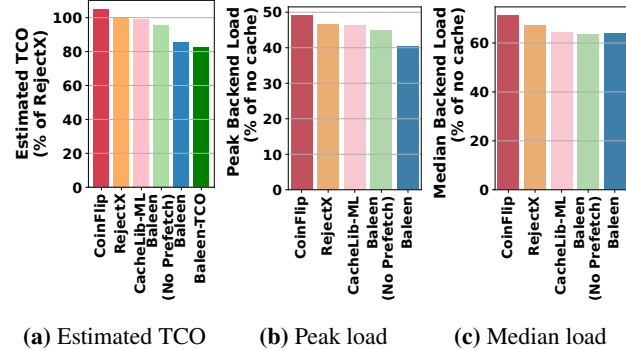 Estimated TCO
(% of RejectX)
100
80
60
40
20
0
CoinFlip
RejectX
CacheLib-ML
Baleen
(No Prefetch)
Baleen
Baleen-TCO
Peak Backend Load
(% of no cache)
50
40
30
20
10
0
CoinFlip
RejectX
CacheLib-ML
Baleen
(No Prefetch)
Baleen
Median Backend Load
(% of no cache)
60
40
20
0
CoinFlip
RejectX
CacheLib-ML
Baleen
(No Prefetch)
Baleen
(a) Estimated TCO
(b) Peak load
(c) Median load